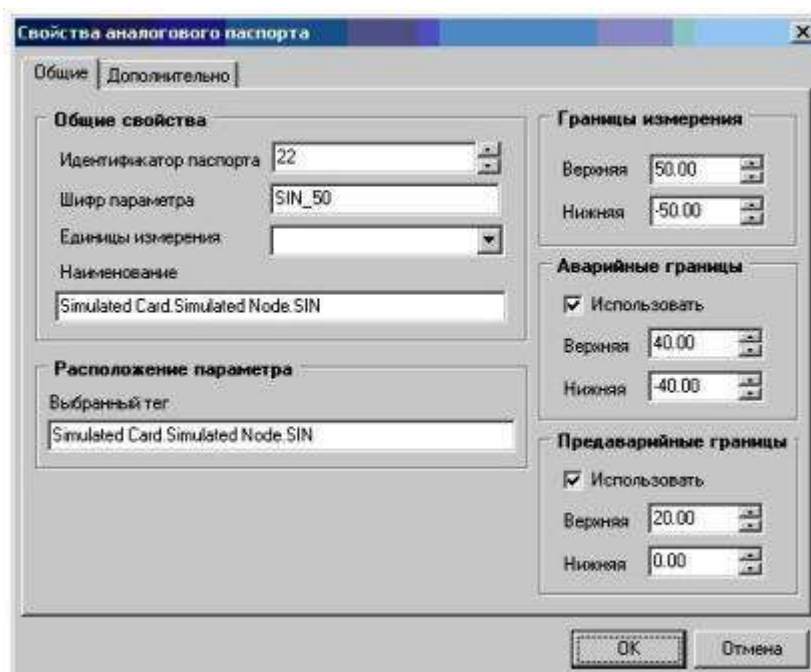 Свойства аналогового паспорта
Общие
Дополнительно
Общие свойства
Идентификатор паспорта 22
Шифр параметра SIN_50
Единицы измерения
Наименование
Simulated Card.Simulated Node.SIN
Расположение параметра
Выбранный тег
Simulated Card.Simulated Node.SIN
Границы измерения
Верхняя 50.00
Нижняя -50.00
Аварийные границы
Использовать
Верхняя 40.00
Нижняя -40.00
Предаварийные границы
Использовать
Верхняя 20.00
Нижняя 0.00
OK
Отмена